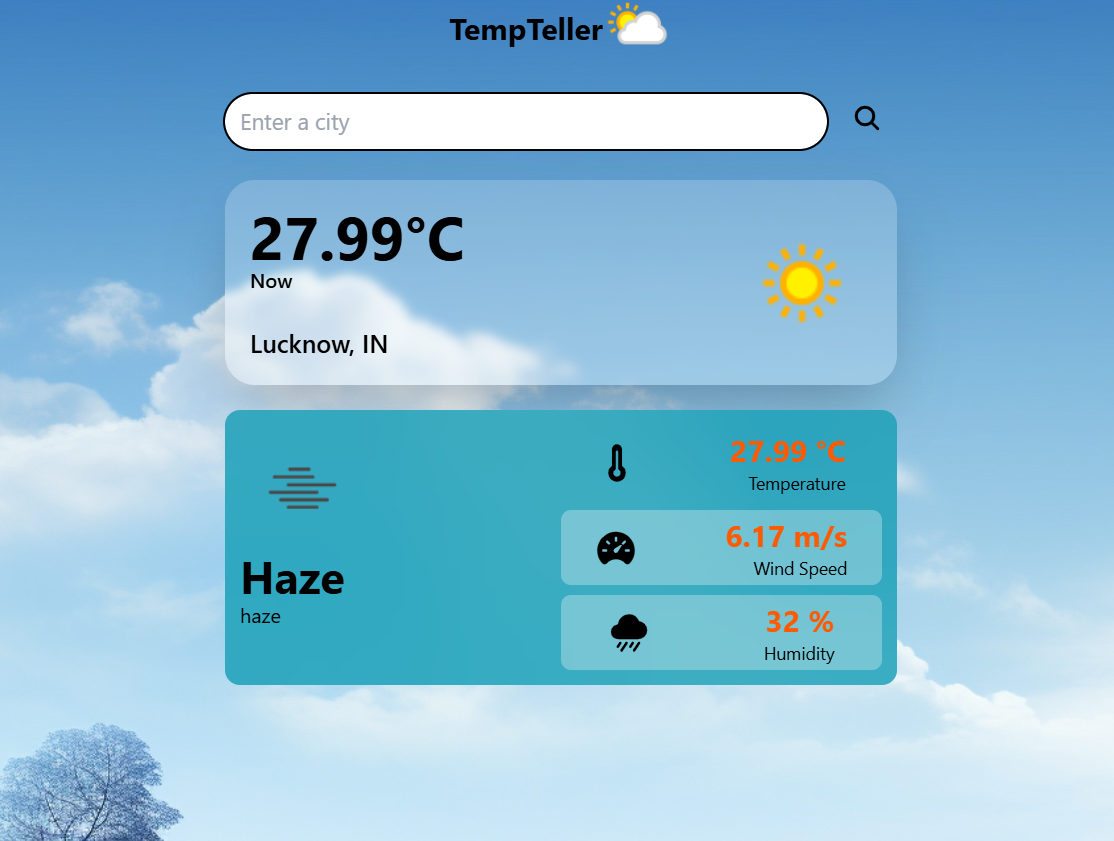 TempTeller
Enter a city
27.99°C
Now
Lucknow, IN
Haze
haze
27.99 °C
Temperature
6.17 m/s
Wind Speed
32 %
Humidity